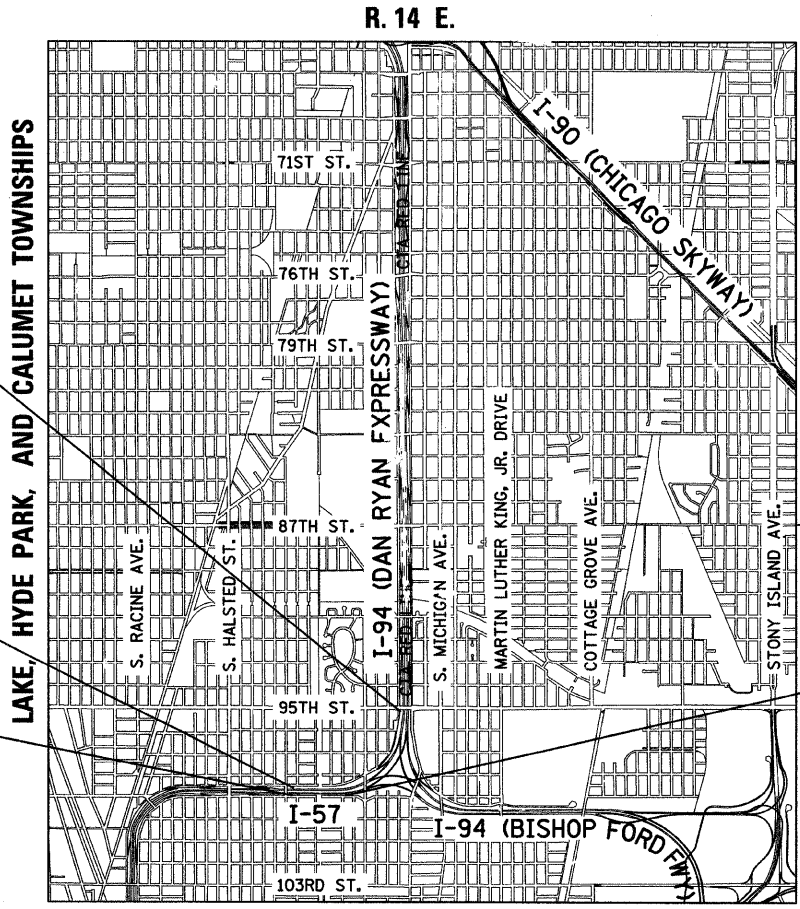 R. 14 E.
LAKE, HYDE PARK, AND CALUMET TOWNSHIPS
I-90 (CHICAGO SKYWAY)
71ST ST.
CTA RED LINE
76TH ST.
79TH ST.
I-94 (DAN RYAN EXPRESSWAY)
87TH ST.
S. RACINE AVE.
S. HALSTED ST.
CTA RED
S. MICHIGAN AVE.
MARTIN LUTHER KING, JR. DRIVE
COTTAGE GROVE AVE.
STONY ISLAND AVE.
95TH ST.
I-57
I-94 (BISHOP FORD FWY)
103RD ST.